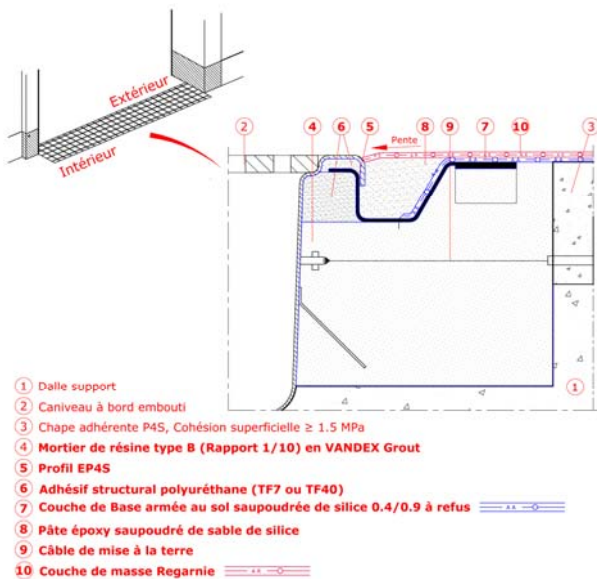 Extérieur
Intérieur
2 4 6 5 Pente 8 9 7 10 3
1
1 Dalle support
2 Caniveau à bord embouti
3 Chape adhérente P4S, Cohésion superficielle ≥ 1.5 MPa
4 Mortier de résine type B (Rapport 1/10) en VANDEX Grout
5 Profil EP4S
6 Adhésif structural polyuréthane (TF7 ou TF40)
7 Couche de Base armée au sol saupoudrée de silice 0.4/0.9 à refus
8 Pâte époxy saupoudré de sable de silice
9 Câble de mise à la terre
10 Couche de masse Regarnie